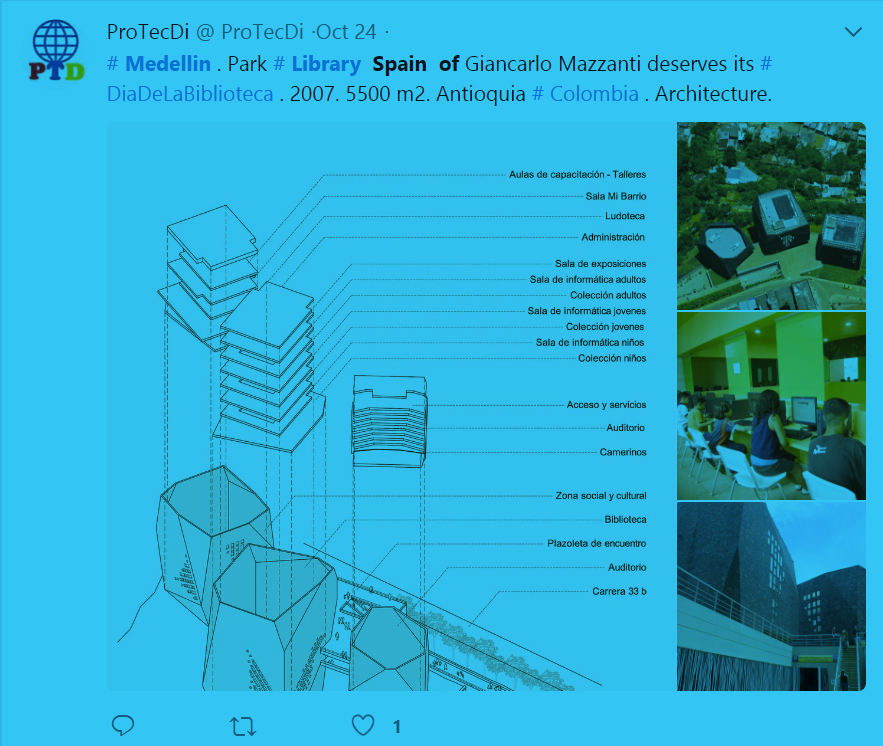 PTD
ProTecDi @ ProTecDi ·Oct 24 ·
# Medellin . Park # Library Spain of Giancarlo Mazzanti deserves its #
DiaDeLaBiblioteca . 2007. 5500 m2. Antioquia # Colombia . Architecture.
Aulas de capacitación - Talleres
Sala Mi Barrio
Ludoteca
Administración
Sala de exposiciones
Sala de informática adultos
Colección adultos
Sala de informática jovenes
Colección jovenes
Sala de informática niños
Colección niños
Acceso y servicios
Auditorio
Camerinos
Zona social y cultural
Biblioteca
Plazoleta de encuentro
Auditorio
Carrera 33 b
1